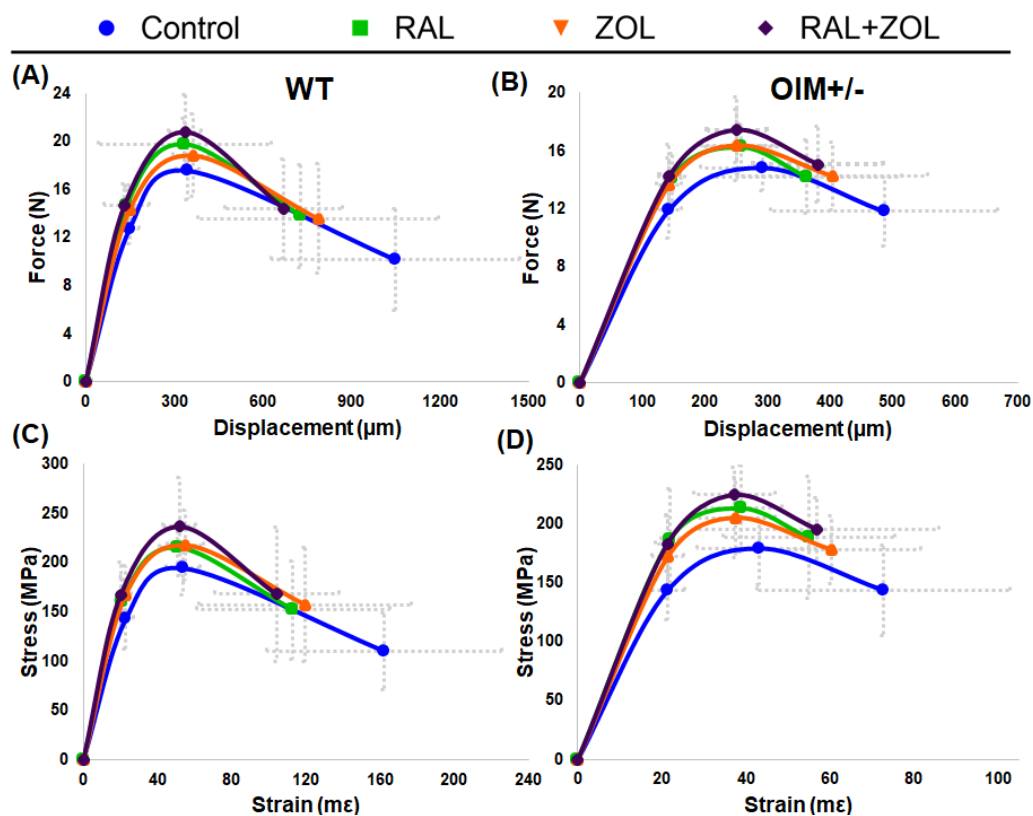 Control RAL ZOL RAL+ZOL
(A) WT
24
20
16
12
8
4
0
Force (N)
0 300 600 900 1200 1500
Displacement (µm)
(B) OIM+/-
20
16
12
8
4
0
Force (N)
0 100 200 300 400 500 600 700
Displacement (µm)
(C)
300
250
200
150
100
50
0
Stress (MPa)
0 40 80 120 160 200 240
Strain (mε)
(D)
250
200
150
100
50
0
Stress (MPa)
0 20 40 60 80 100
Strain (mε)